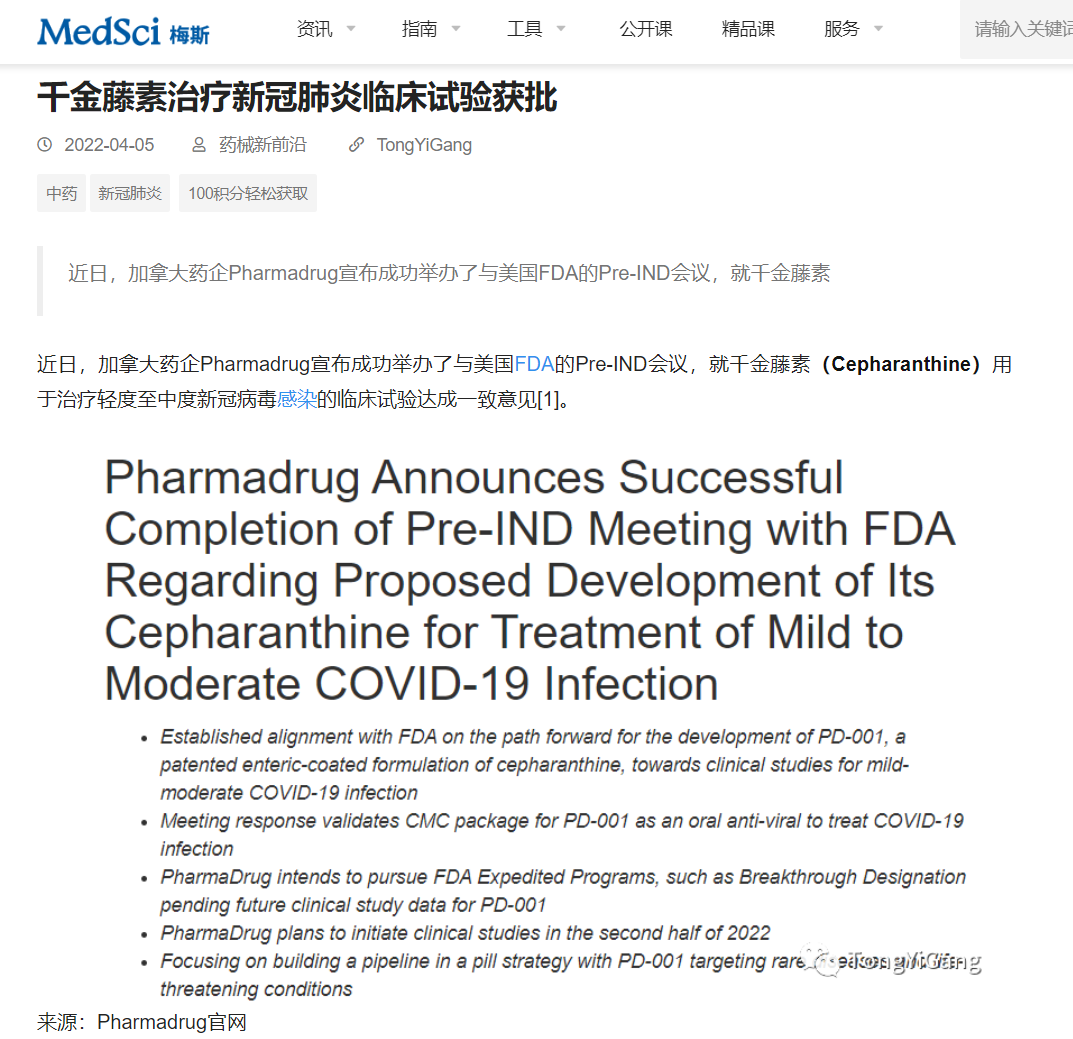 MedSci 梅斯
资讯 指南 工具 公开课 精品课 服务 请输入关键词
千金藤素治疗新冠肺炎临床试验获批
2022-04-05 药械新前沿 TongYiGang
中药 新冠肺炎 100积分轻松获取
近日，加拿大药企Pharmadrug宣布成功举办了与美国FDA的Pre-IND会议，就千金藤素
近日，加拿大药企Pharmadrug宣布成功举办了与美国FDA的Pre-IND会议，就千金藤素（Cepharanthine）用
于治疗轻度至中度新冠病毒感染的临床试验达成一致意见[1]。
Pharmadrug Announces Successful
Completion of Pre-IND Meeting with FDA
Regarding Proposed Development of Its
Cepharanthine for Treatment of Mild to
Moderate COVID-19 Infection
• Established alignment with FDA on the path forward for the development of PD-001, a
patented enteric-coated formulation of cepharanthine, towards clinical studies for mild-
moderate COVID-19 infection
• Meeting response validates CMC package for PD-001 as an oral anti-viral to treat COVID-19
infection
• PharmaDrug intends to pursue FDA Expedited Programs, such as Breakthrough Designation
pending future clinical study data for PD-001
• PharmaDrug plans to initiate clinical studies in the second half of 2022
• Focusing on building a pipeline in a pill strategy with PD-001 targeting rare
TongYiGang
threatening conditions
来源：Pharmadrug官网